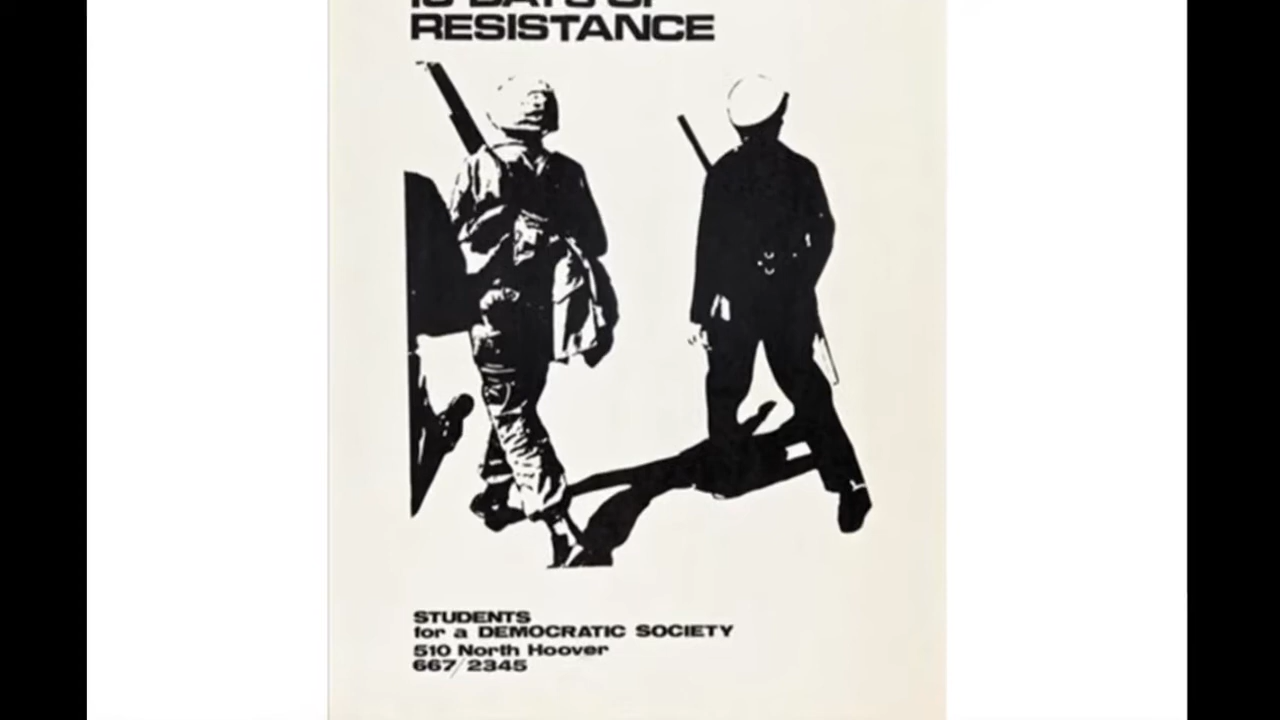 RESISTANCE
STUDENTS
for a DEMOCRATIC SOCIETY
510 North Hoover
667/2345